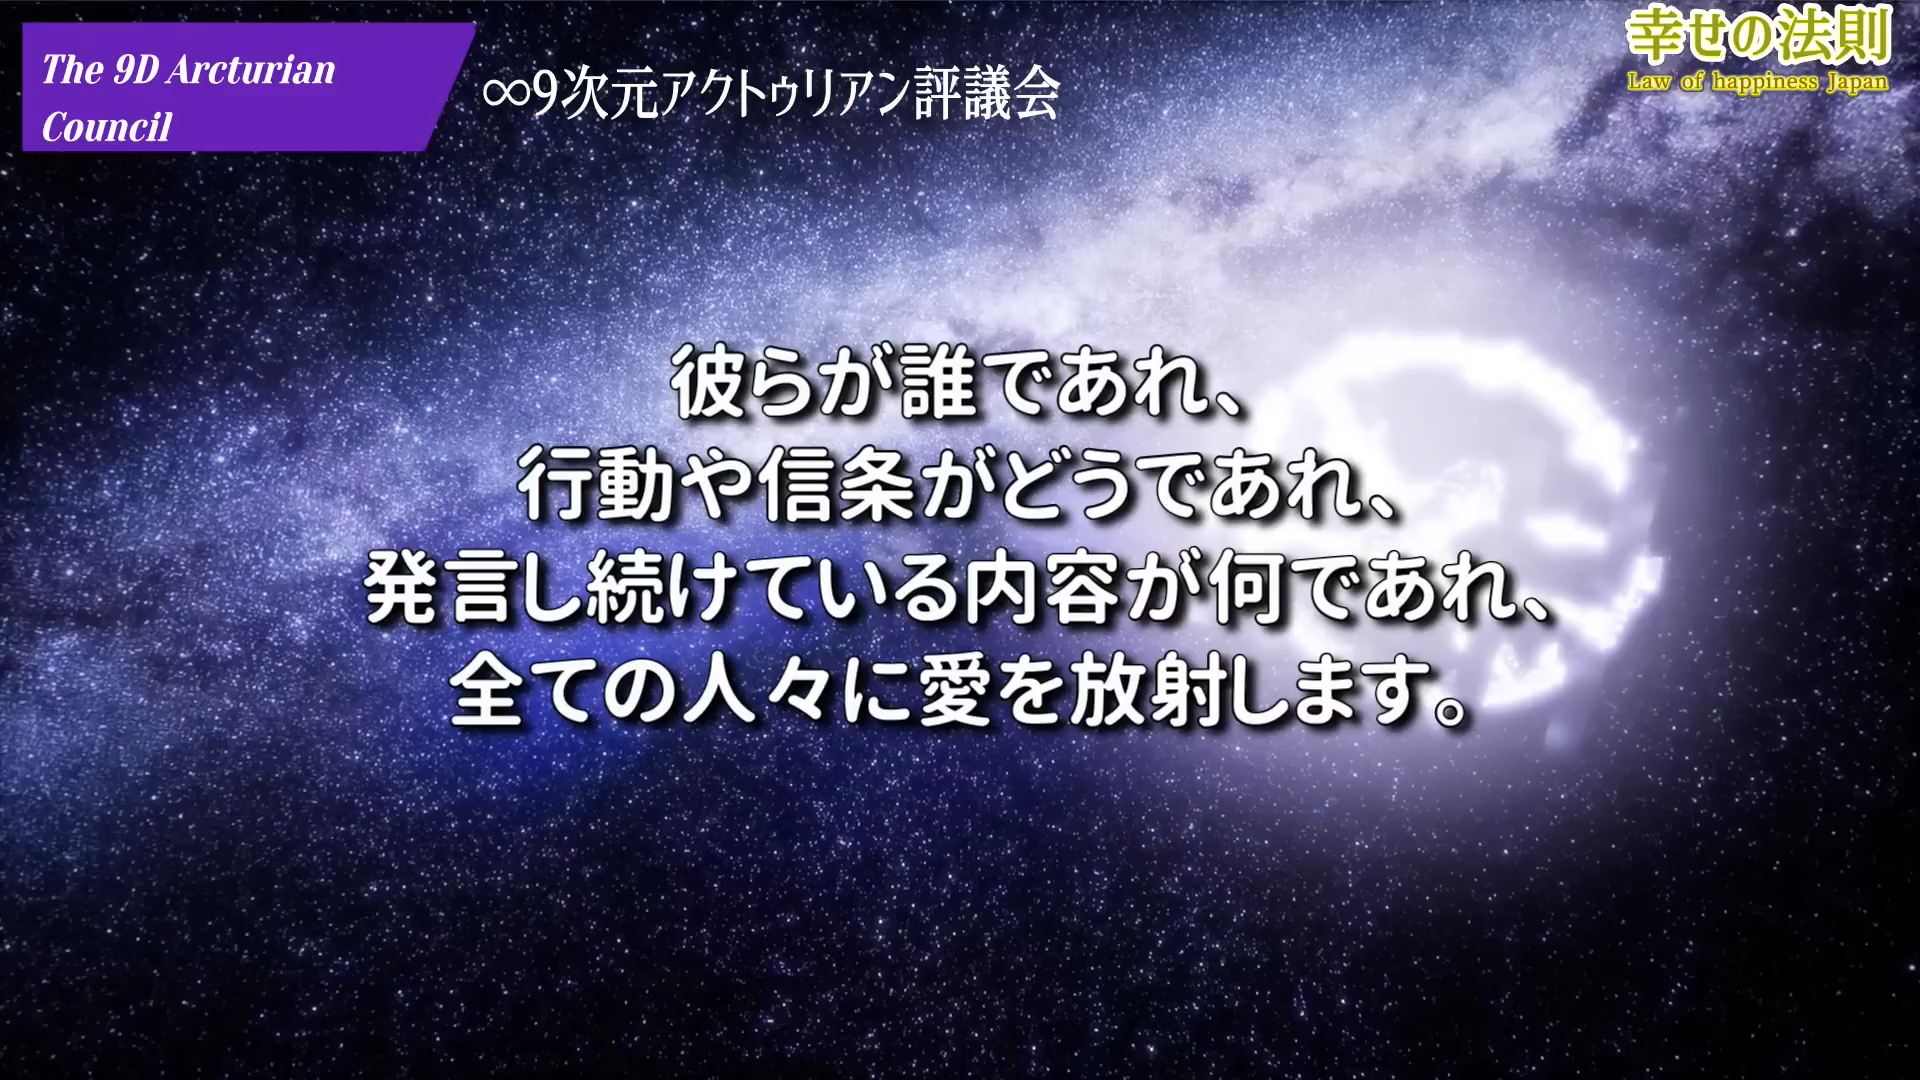 The 9D Arcturian
Council
∞9次元アクトゥリアン評議会
幸せの法則
Law of happiness Japan
彼らが誰であれ、
行動や信条がどうであれ、
発言し続けている内容が何であれ、
全ての人々に愛を放射します。